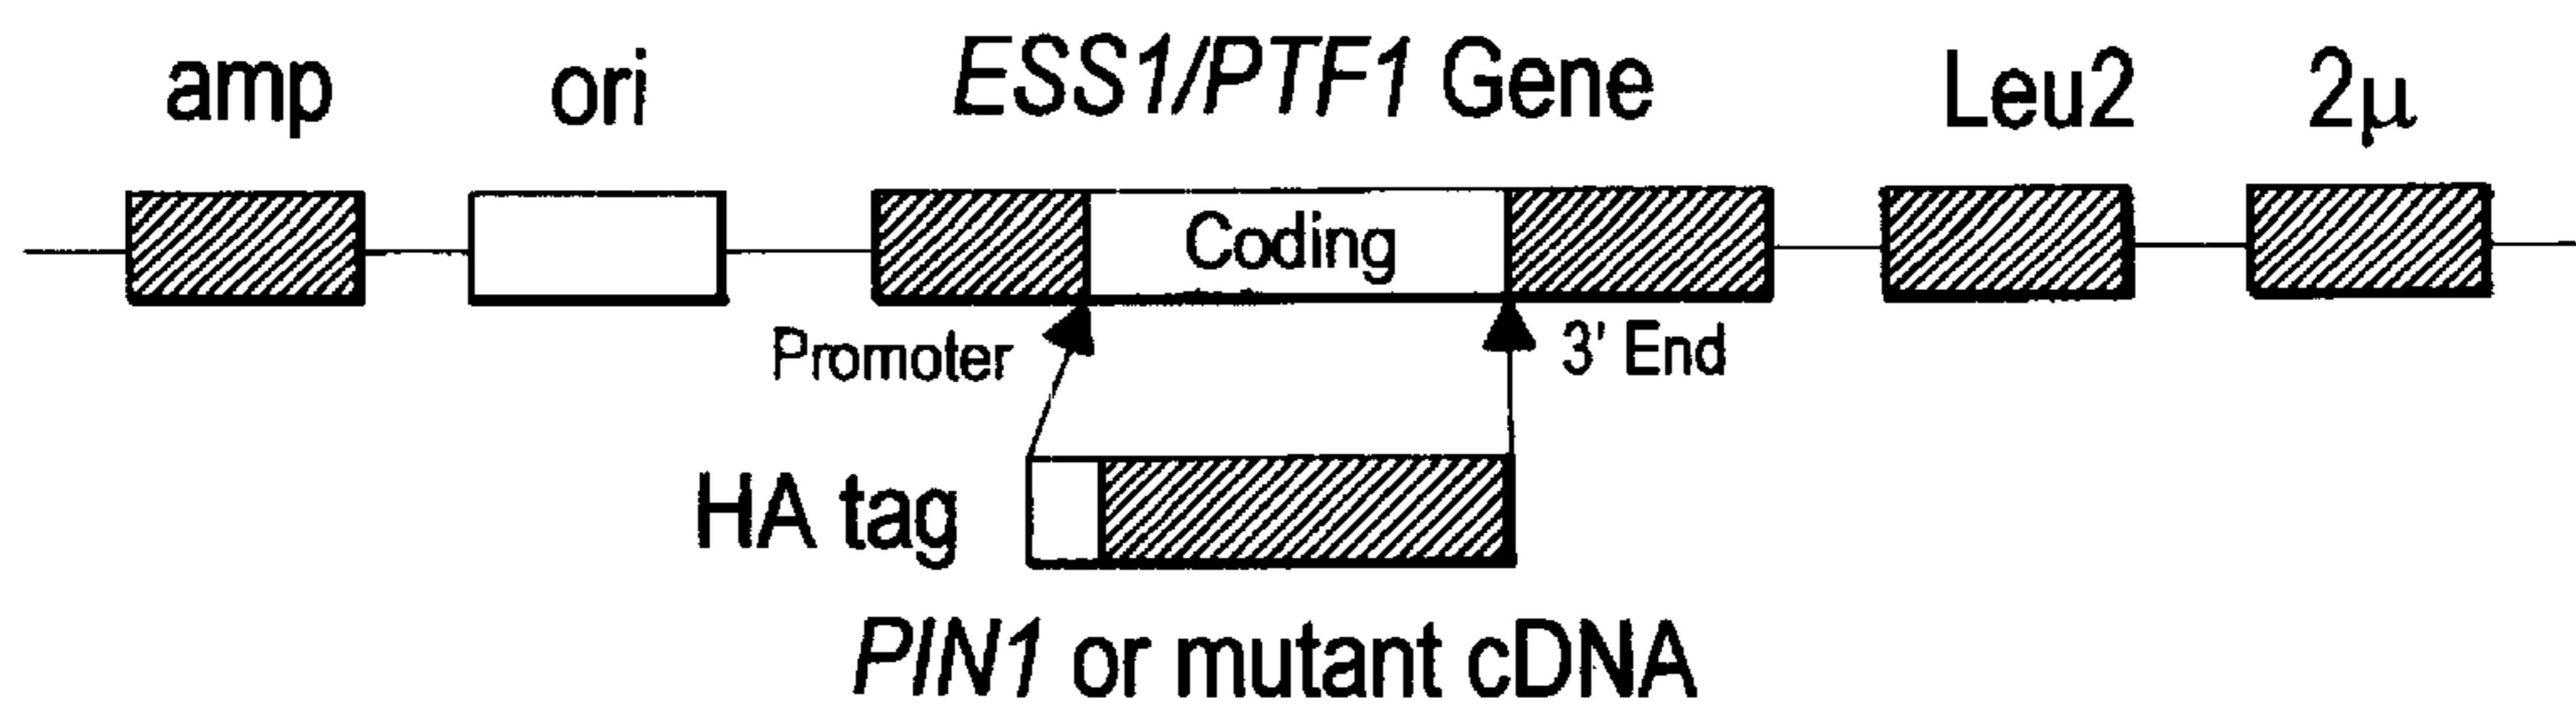 amp ori ESS1/PTF1 Gene Leu2 2μ
Coding
Promoter 3' End
HA tag
PIN1 or mutant cDNA